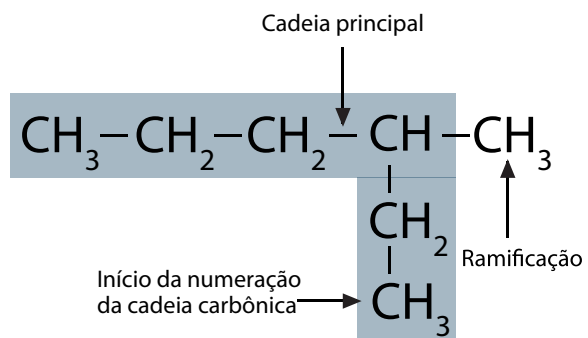 Cadeia principal
CH₃ – CH₂ – CH₂ – CH – CH₃
CH₂
Ramificação
Início da numeração
da cadeia carbônica
CH₃